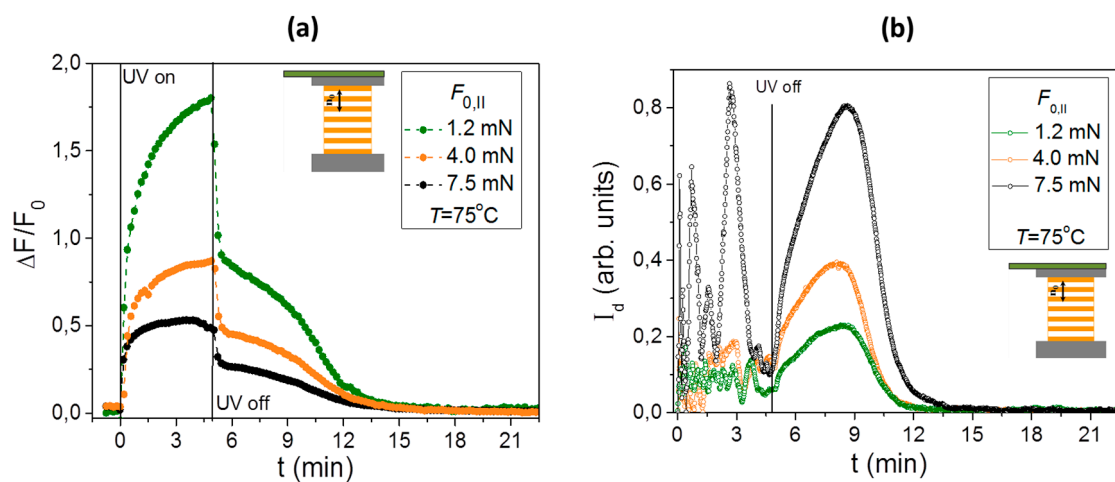 (a)
2,0
1,5
1,0
0,5
0,0
ΔF/F0
UV on
UV off
n0
F0,II
1.2 mN
4.0 mN
7.5 mN
T=75°C
0 3 6 9 12 15 18 21
t (min)
(b)
0,8
0,6
0,4
0,2
0,0
Id (arb. units)
UV off
F0,II
1.2 mN
4.0 mN
7.5 mN
T=75°C
n0
0 3 6 9 12 15 18 21
t (min)